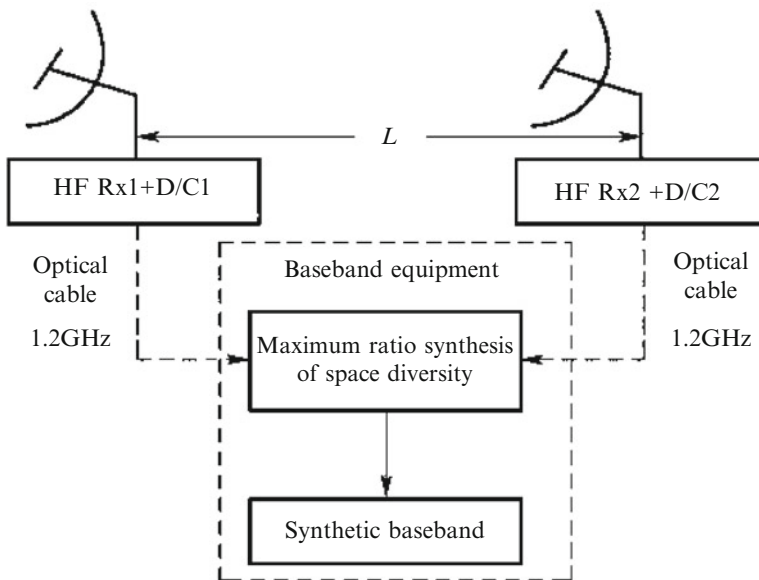 L
HF Rx1+D/C1
HF Rx2 +D/C2
Optical
cable
1.2GHz
Baseband equipment
Optical
cable
1.2GHz
Maximum ratio synthesis
of space diversity
Synthetic baseband